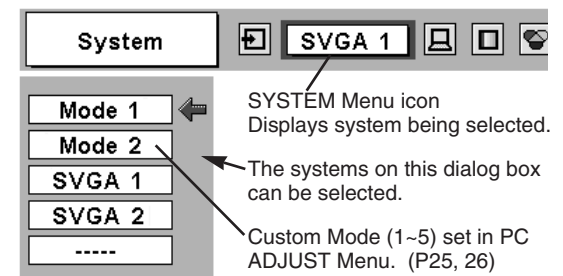 System
SVGA 1
SYSTEM Menu icon
Displays system being selected.
Mode 1
Mode 2
SVGA 1
SVGA 2
-----
The systems on this dialog box
can be selected.
Custom Mode (1~5) set in PC
ADJUST Menu.  (P25, 26)